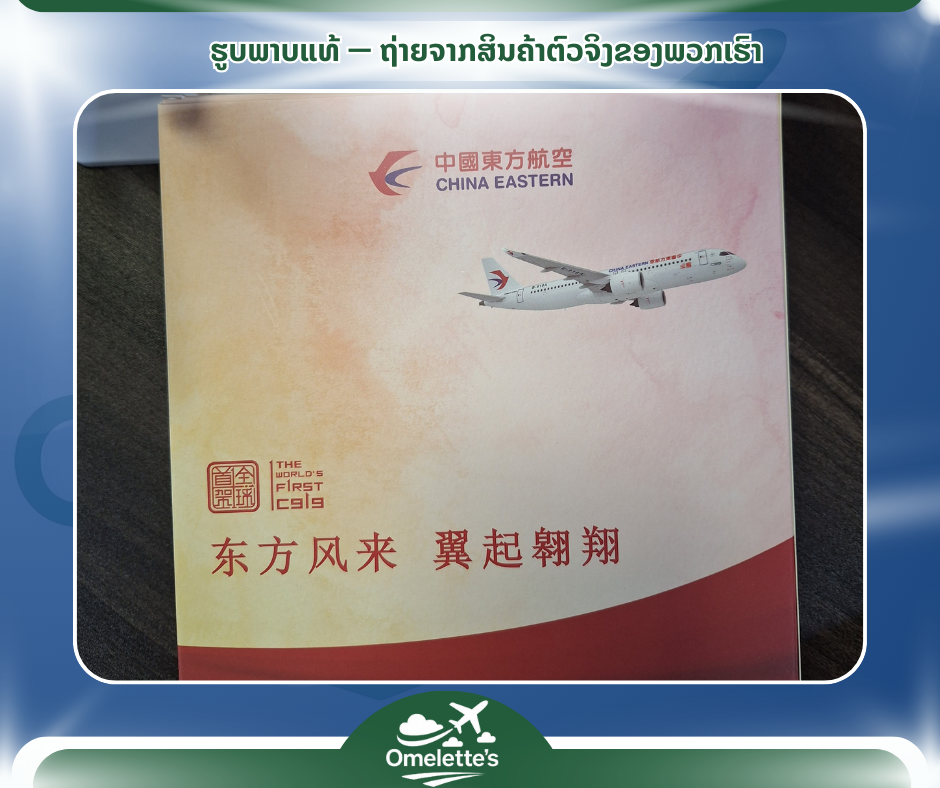 ຮູບພາບແທ້ — ຖ່າຍຈາກສິນຄ້າຕົວຈິງຂອງພວກເຮົາ
中國東方航空
CHINA EASTERN
CHINA EASTERN
首架全球
THE
WORLD'S
FIRST
C919
东方风来 翼起翱翔
Omelette's